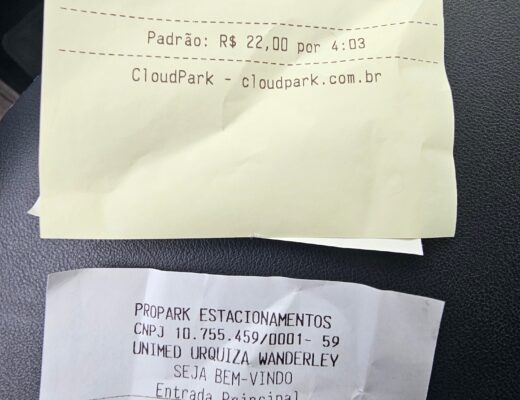 Padrão: R$ 22,00 por 4:03
CloudPark - cloudpark.com.br
PROPARK ESTACIONAMENTOS
CNPJ 10.755.459/0001- 59
UNIMED URQUIZA WANDERLEY
SEJA BEM-VINDO
Entrada Principal